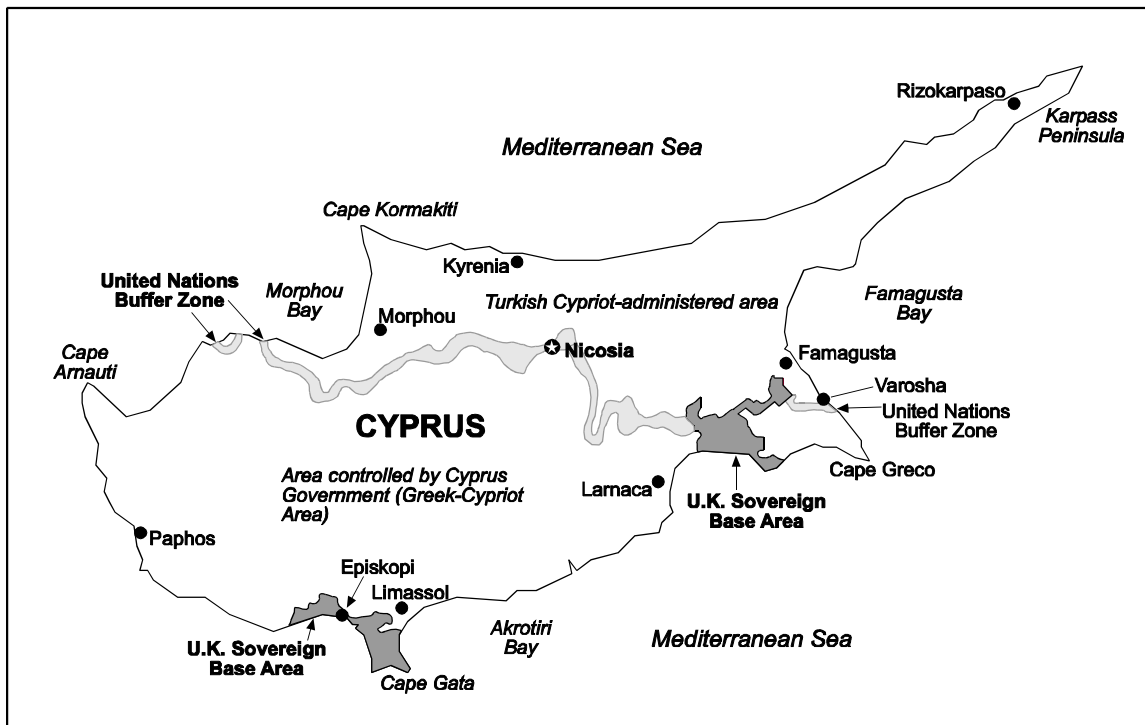 Rizokarpaso
Karpass
Peninsula
Mediterranean Sea
Cape Kormakiti
Kyrenia
United Nations
Buffer Zone
Morphou
Bay
Turkish Cypriot-administered area
Famagusta
Bay
Morphou
Nicosia
Cape
Arnauti
Famagusta
Varosha
United Nations
Buffer Zone
CYPRUS
Cape Greco
Area controlled by Cyprus
Government (Greek-Cypriot
Area)
Larnaca
U.K. Sovereign
Base Area
Paphos
Episkopi
Limassol
Akrotiri
Bay
Mediterranean Sea
U.K. Sovereign
Base Area
Cape Gata